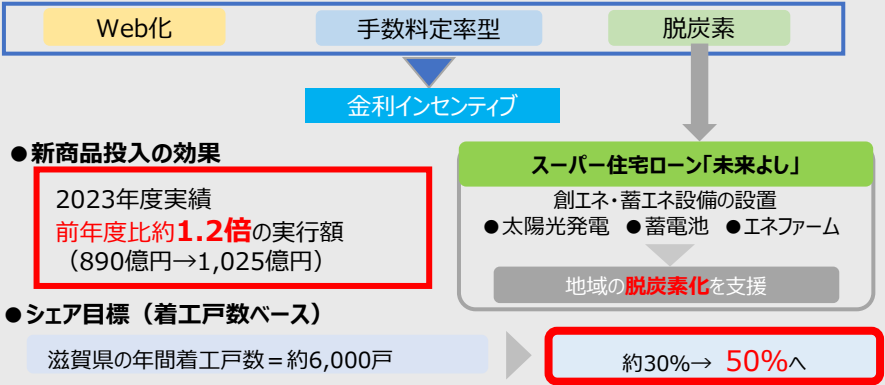 Web化 手数料定率型 脱炭素
金利インセンティブ
●新商品投入の効果
2023年度実績
前年度比約1.2倍の実行額
（890億円→1,025億円）
スーパー住宅ローン「未来よし」
創エネ・蓄エネ設備の設置
●太陽光発電 ●蓄電池 ●エネファーム
地域の脱炭素化を支援
●シェア目標（着工戸数ベース）
滋賀県の年間着工戸数＝約6,000戸
約30%→ 50%へ